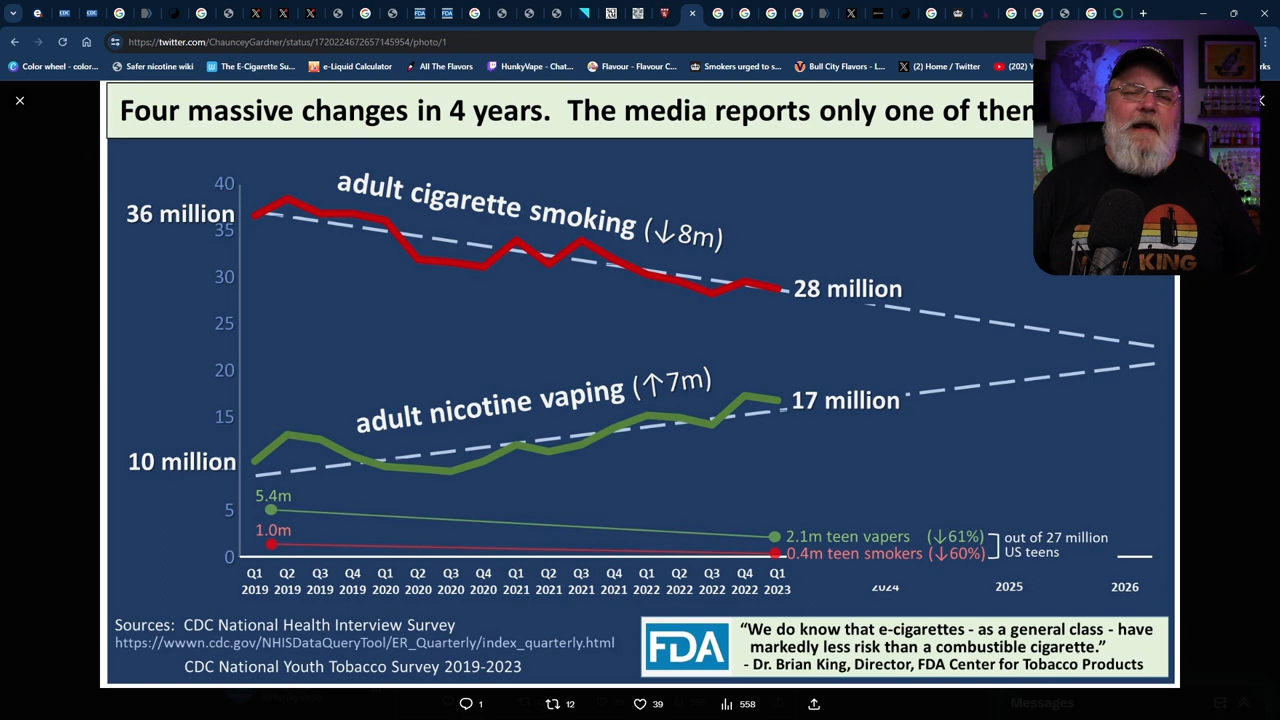 https://twitter.com/ChaunceyGardner/status/1720224672657145954/photo/1
Color wheel - color...
Safer nicotine wiki
The E-Cigarette Su...
e-Liquid Calculator
All The Flavors
HunkyVape - Chat...
Flavour - Flavour C...
Smokers urged to s...
Bull City Flavors - L...
(2) Home / Twitter
(202) Y
Four massive changes in 4 years. The media reports only one of them
40
adult cigarette smoking (↓8m)
36 million
35
30
28 million
25
20
adult nicotine vaping (↑7m)
17 million
15
10 million
5.4m
5
1.0m
2.1m teen vapers (↓61%)
0.4m teen smokers (↓60%)
out of 27 million
US teens
0
Q1 Q2 Q3 Q4 Q1 Q2 Q3 Q4 Q1 Q2 Q3 Q4 Q1 Q2 Q3 Q4 Q1
2019 2019 2019 2019 2020 2020 2020 2020 2021 2021 2021 2021 2022 2022 2022 2022 2023 2024 2025 2026
Sources: CDC National Health Interview Survey
https://wwwn.cdc.gov/NHISDataQueryTool/ER_Quarterly/index_quarterly.html
CDC National Youth Tobacco Survey 2019-2023
FDA
"We do know that e-cigarettes - as a general class - have
markedly less risk than a combustible cigarette."
- Dr. Brian King, Director, FDA Center for Tobacco Products
1 12 39 558
Messages